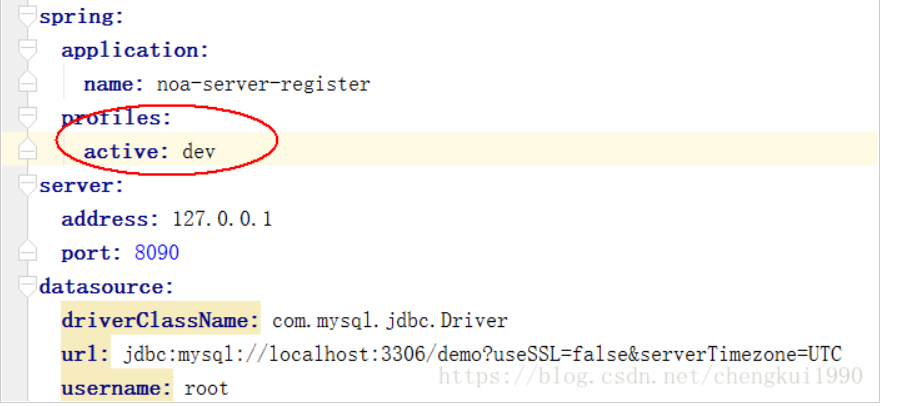 spring:
application:
name: noa-server-register
profiles:
active: dev
server:
address: 127.0.0.1
port: 8090
datasource:
driverClassName: com.mysql.jdbc.Driver
url: jdbc:mysql://localhost:3306/demo?useSSL=false&serverTimezone=UTC
username: root
https://blog.csdn.net/chengkui1990